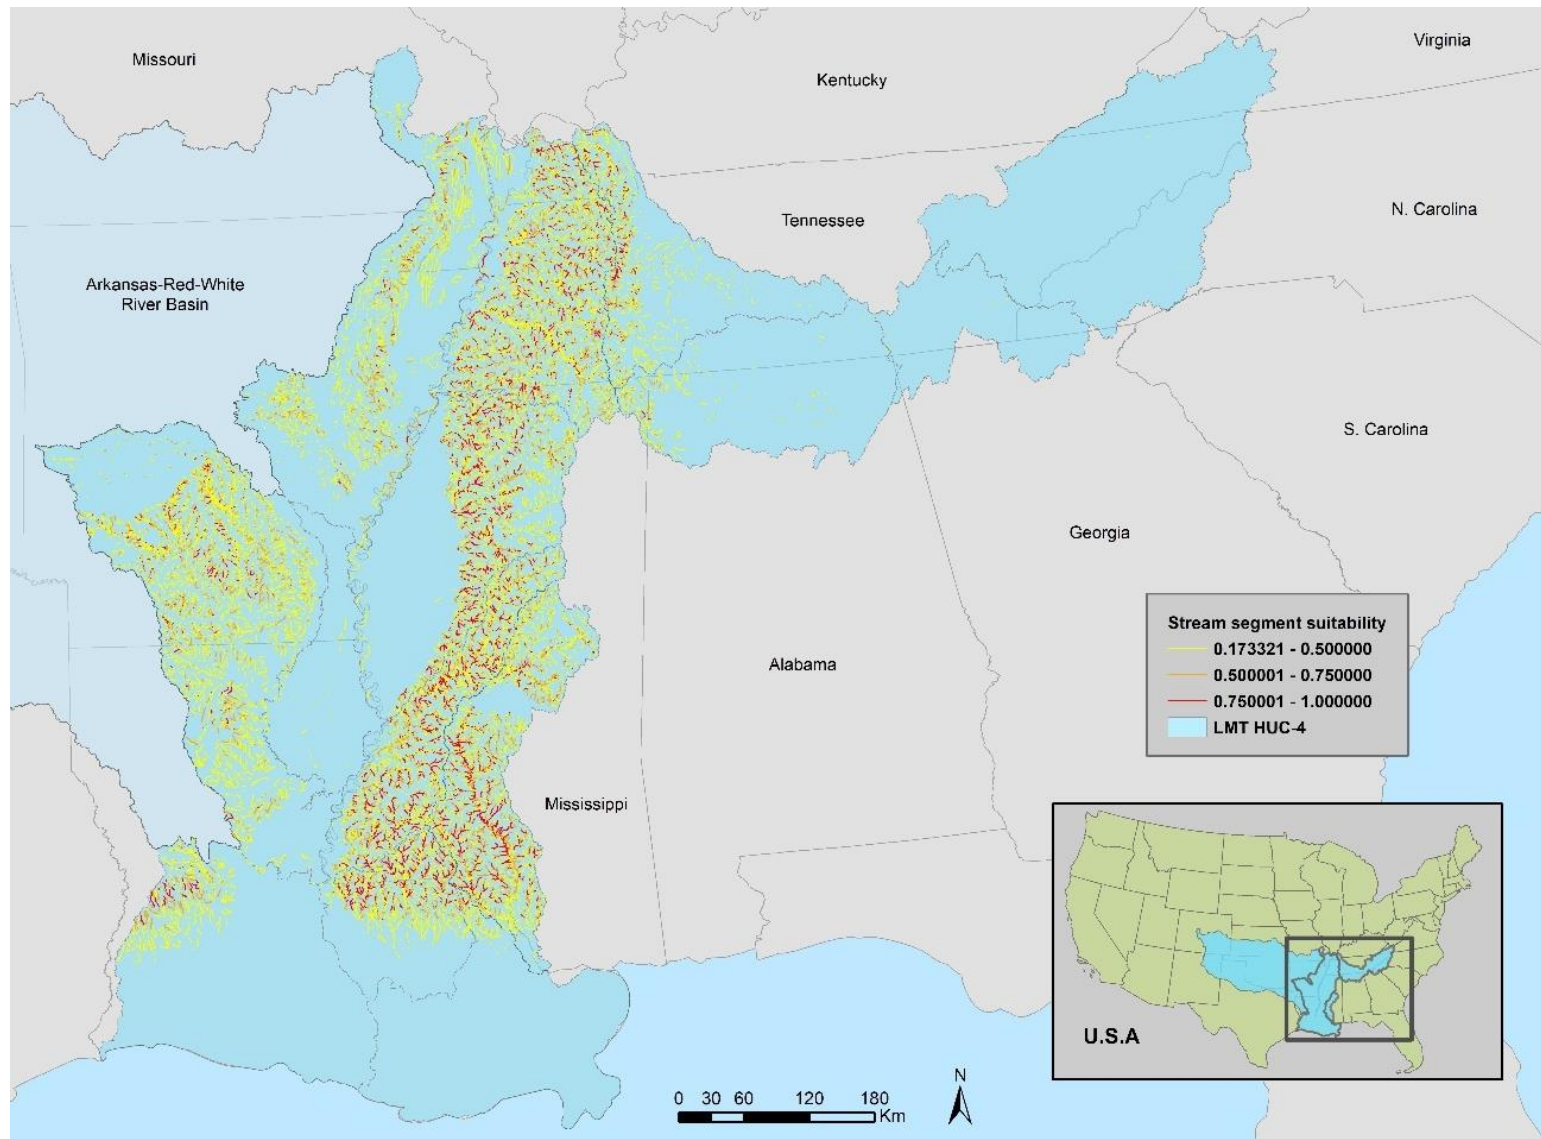 Missouri
Virginia
Kentucky
N. Carolina
Tennessee
Arkansas-Red-White
River Basin
S. Carolina
Georgia
Stream segment suitability
0.173321 - 0.500000
0.500001 - 0.750000
0.750001 - 1.000000
LMT HUC-4
Alabama
Mississippi
U.S.A
N
0 30 60 120 180
Km